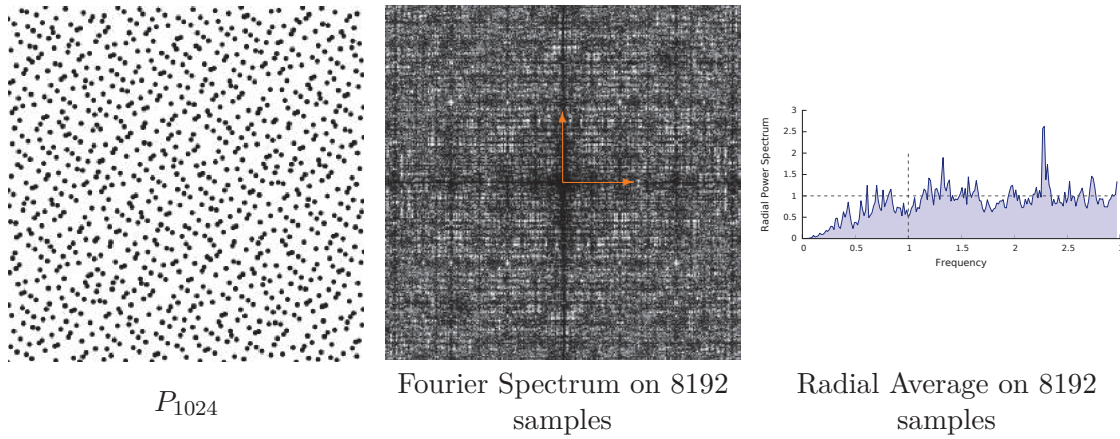 3
2.5
2
1.5
1
0.5
0
0 0.5 1 1.5 2 2.5 3
Radial Power Spectrum
Frequency
P1024
Fourier Spectrum on 8192
samples
Radial Average on 8192
samples